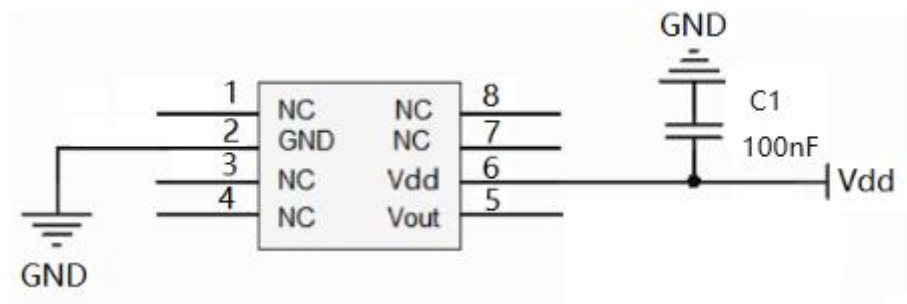 GND
C1
100nF
1 NC NC 8
2 GND NC 7
3 NC Vdd 6
4 NC Vout 5
Vdd
GND